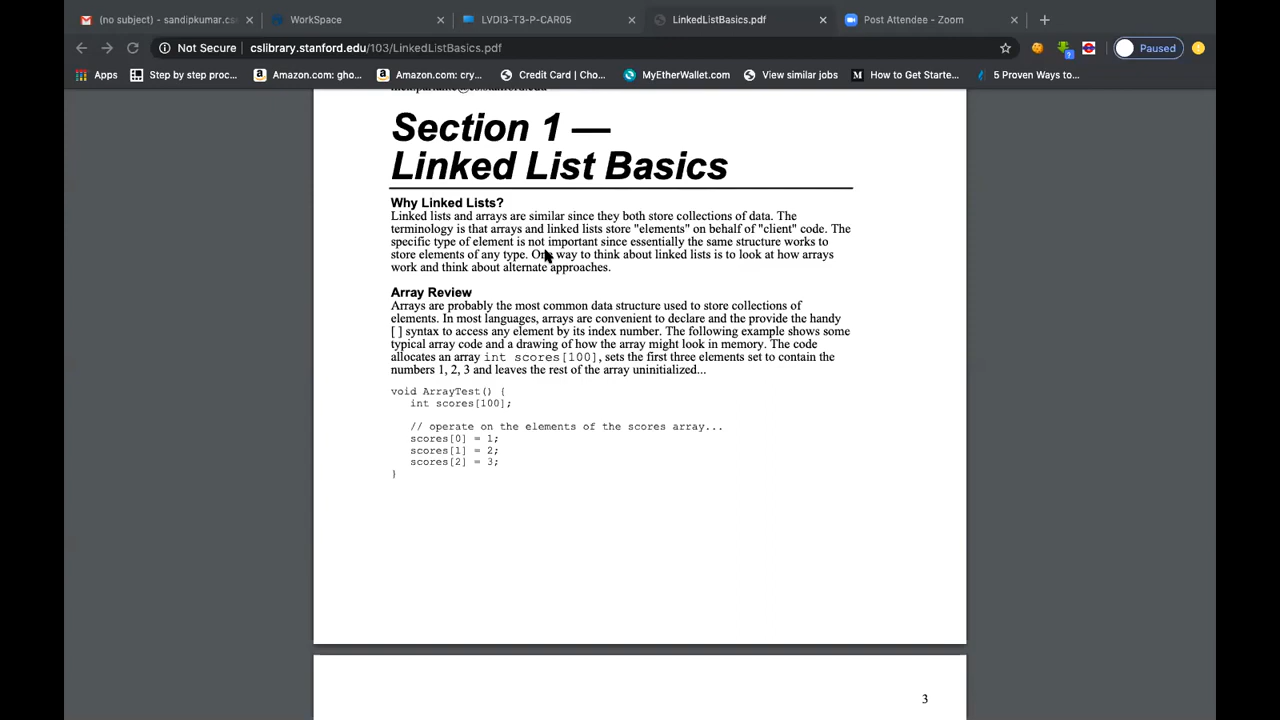 (no subject) - sandipkumar.cs
WorkSpace
LVDI3-T3-P-CAR05
LinkedListBasics.pdf
Post Attendee - Zoom
Not Secure
cslibrary.stanford.edu/103/LinkedListBasics.pdf
Paused
Apps
Step by step proc...
Amazon.com: gho...
Amazon.com: cry...
Credit Card | Cho...
MyEtherWallet.com
View similar jobs
How to Get Starte...
5 Proven Ways to...
Section 1 —
Linked List Basics
Why Linked Lists?
Linked lists and arrays are similar since they both store collections of data. The
terminology is that arrays and linked lists store "elements" on behalf of "client" code. The
specific type of element is not important since essentially the same structure works to
store elements of any type. One way to think about linked lists is to look at how arrays
work and think about alternate approaches.
Array Review
Arrays are probably the most common data structure used to store collections of
elements. In most languages, arrays are convenient to declare and the provide the handy
[ ] syntax to access any element by its index number. The following example shows some
typical array code and a drawing of how the array might look in memory. The code
allocates an array int scores[100], sets the first three elements set to contain the
numbers 1, 2, 3 and leaves the rest of the array uninitialized...
void ArrayTest() {
int scores[100];
// operate on the elements of the scores array...
scores[0] = 1;
scores[1] = 2;
scores[2] = 3;
}
3